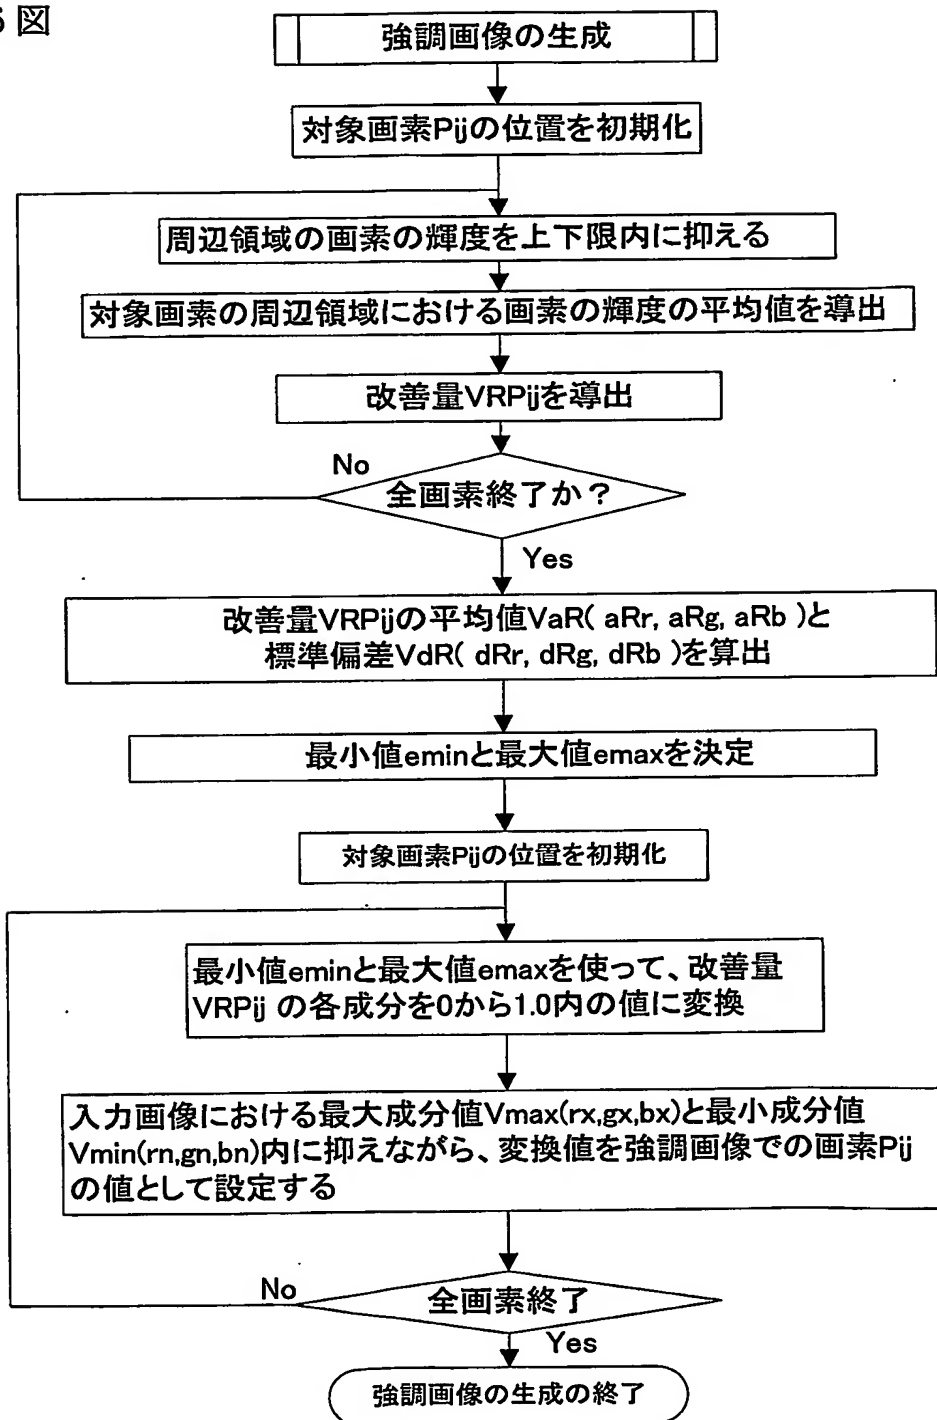 図
強調画像の生成
対象画素Pijの位置を初期化
周辺領域の画素の輝度を上下限内に抑える
対象画素の周辺領域における画素の輝度の平均値を導出
改善量VRPijを導出
No
全画素終了か？
Yes
改善量VRPijの平均値VaR( aRr, aRg, aRb )と
標準偏差VdR( dRr, dRg, dRb )を算出
最小値eminと最大値emaxを決定
対象画素Pijの位置を初期化
最小値eminと最大値emaxを使って、改善量
VRPij の各成分を0から1.0内の値に変換
入力画像における最大成分値Vmax(rx,gx,bx)と最小成分値
Vmin(rn,gn,bn)内に抑えながら、変換値を強調画像での画素Pij
の値として設定する
No
全画素終了
Yes
強調画像の生成の終了